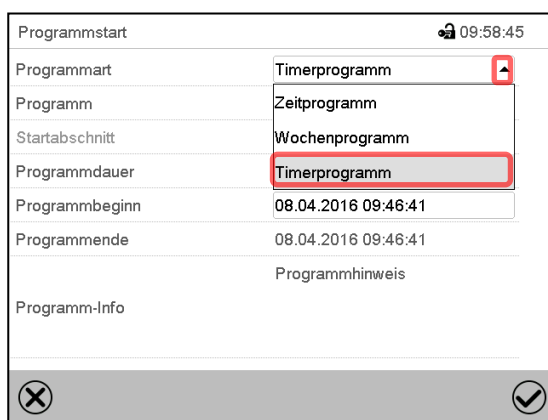 Programmstart 09:58:45
Programmart Timerprogramm
Programm Zeitprogramm
Startabschnitt Wochenprogramm
Programmdauer Timerprogramm
Programmbeginn 08.04.2016 09:46:41
Programmende 08.04.2016 09:46:41
Programmhinweis
Programm-Info